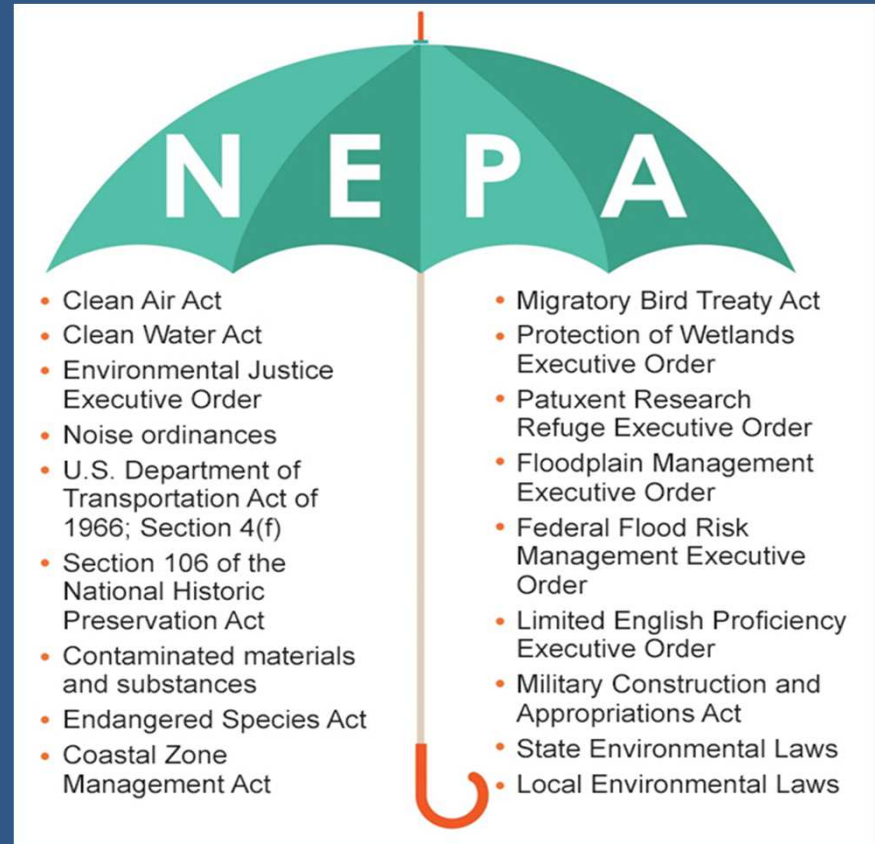 N E P A
• Clean Air Act
• Clean Water Act
• Environmental Justice
Executive Order
• Noise ordinances
• U.S. Department of
Transportation Act of
1966; Section 4(f)
• Section 106 of the
National Historic
Preservation Act
• Contaminated materials
and substances
• Endangered Species Act
• Coastal Zone
Management Act
• Migratory Bird Treaty Act
• Protection of Wetlands
Executive Order
• Patuxent Research
Refuge Executive Order
• Floodplain Management
Executive Order
• Federal Flood Risk
Management Executive
Order
• Limited English Proficiency
Executive Order
• Military Construction and
Appropriations Act
• State Environmental Laws
• Local Environmental Laws